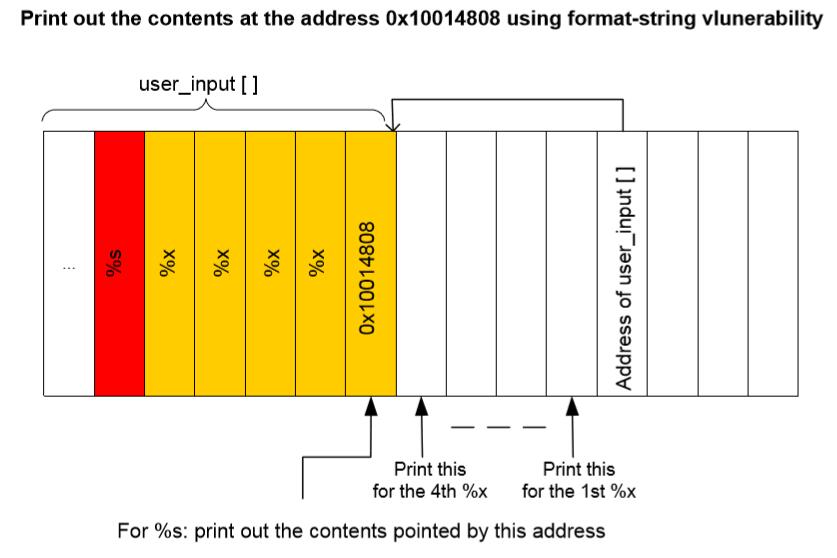 Print out the contents at the address 0x10014808 using format-string vlunerability
user_input [ ]
...
%s
%x
%x
%x
%x
0x10014808
Address of user_input [ ]
Print this
for the 4th %x
Print this
for the 1st %x
For %s: print out the contents pointed by this address